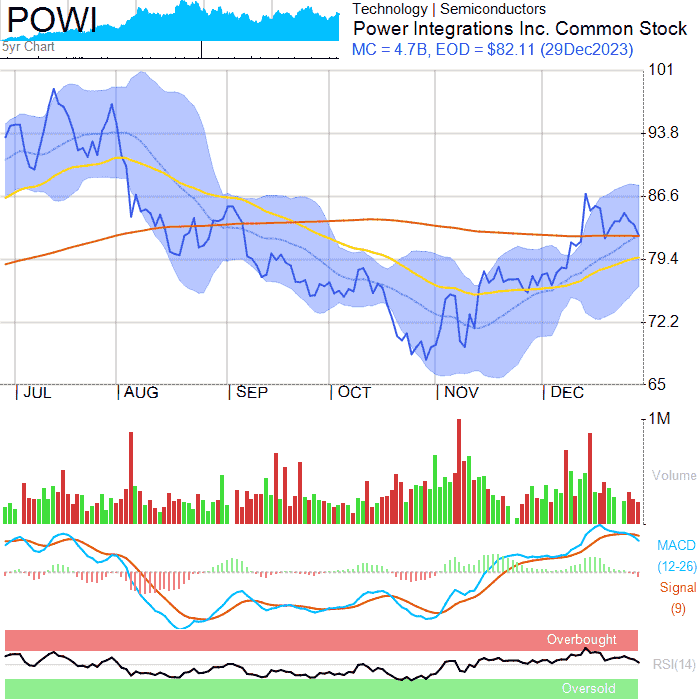 POWI
5yr Chart
Technology | Semiconductors
Power Integrations Inc. Common Stock
MC = 4.7B, EOD = $82.11 (29Dec2023)
101
93.8
86.6
79.4
72.2
65
| JUL | AUG | SEP | OCT | NOV | DEC
1M
Volume
MACD
(12-26)
Signal
(9)
Overbought
RSI(14)
Oversold